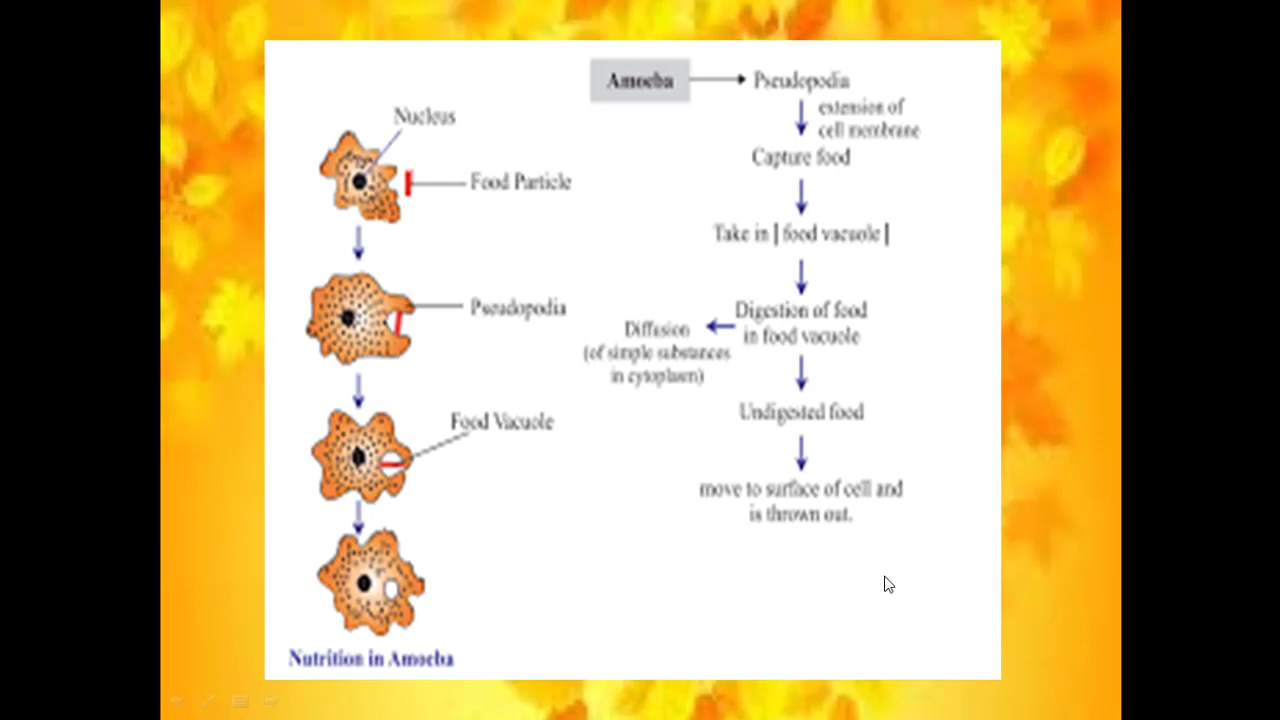 Nucleus
Food Particle
Pseudopodia
Food Vacuole
Nutrition in Amoeba
Amoeba
Pseudopodia
extension of
cell membrane
Capture food
Take in [ food vacuole ]
Digestion of food
in food vacuole
Diffusion
(of simple substances
in cytoplasm)
Undigested food
move to surface of cell and
is thrown out.